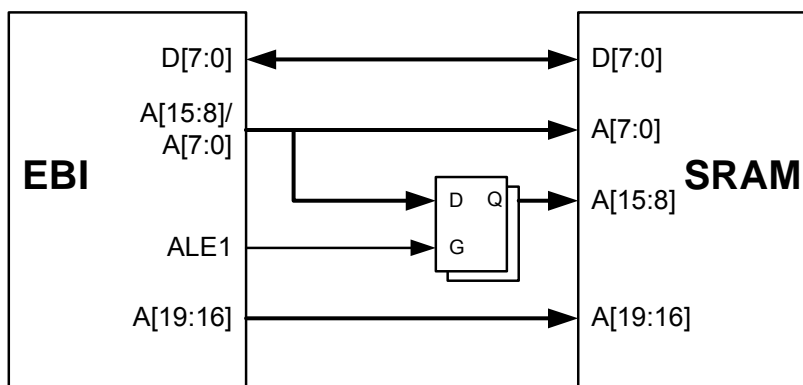 D[7:0]
D[7:0]
A[15:8]/
A[7:0]
A[7:0]
EBI
SRAM
D
Q
A[15:8]
ALE1
G
A[19:16]
A[19:16]